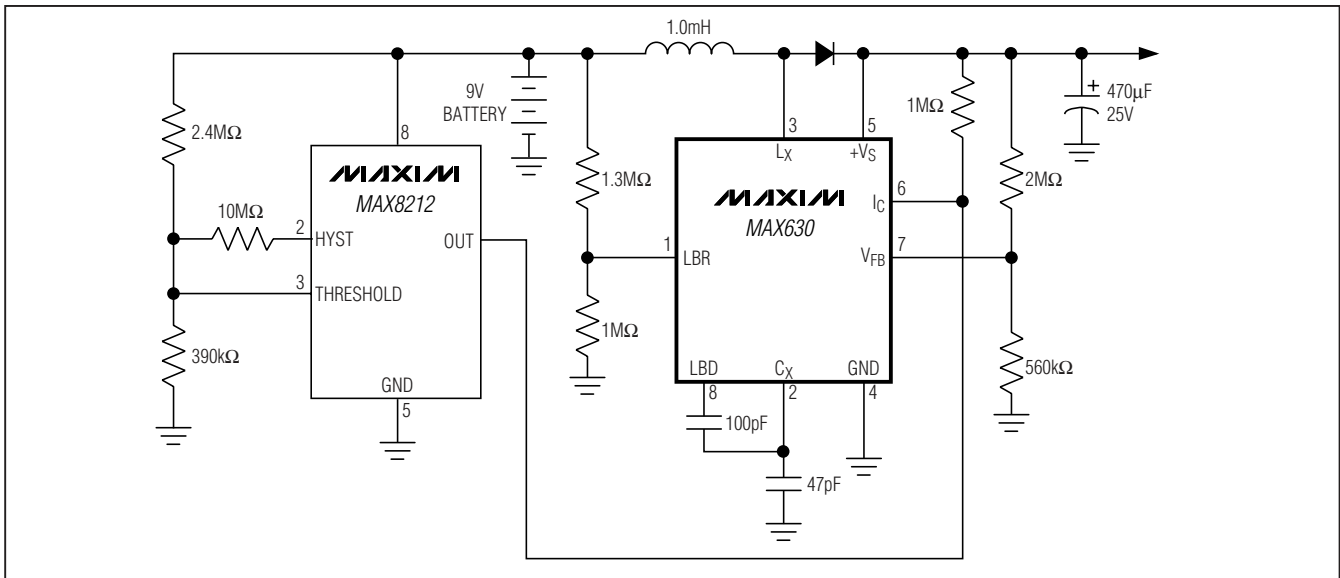 1.0mH
9V
BATTERY
1MΩ
+
470μF
25V
2.4MΩ
8
3
5
LX
+VS
MAXIM
MAX8212
1.3MΩ
MAXIM
MAX630
6
IC
2MΩ
10MΩ
2
HYST
OUT
1
LBR
7
VFB
3
THRESHOLD
1MΩ
390kΩ
GND
5
LBD
CX
GND
8
2
4
560kΩ
100pF
47pF